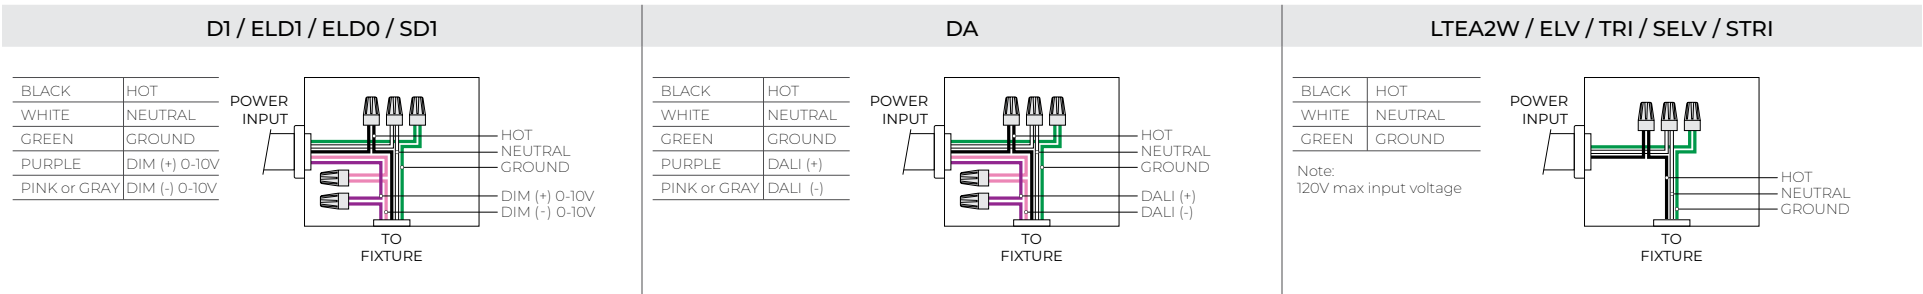 D1 / ELD1 / ELD0 / SD1
BLACK HOT
WHITE NEUTRAL
GREEN GROUND
PURPLE DIM (+) 0-10V
PINK or GRAY DIM (-) 0-10V
POWER
INPUT
HOT
NEUTRAL
GROUND
DIM (+) 0-10V
DIM (-) 0-10V
TO
FIXTURE
DA
BLACK HOT
WHITE NEUTRAL
GREEN GROUND
PURPLE DALI (+)
PINK or GRAY DALI (-)
POWER
INPUT
HOT
NEUTRAL
GROUND
DALI (+)
DALI (-)
TO
FIXTURE
LTEA2W / ELV / TRI / SELV / STRI
BLACK HOT
WHITE NEUTRAL
GREEN GROUND
Note:
120V max input voltage
POWER
INPUT
HOT
NEUTRAL
GROUND
TO
FIXTURE